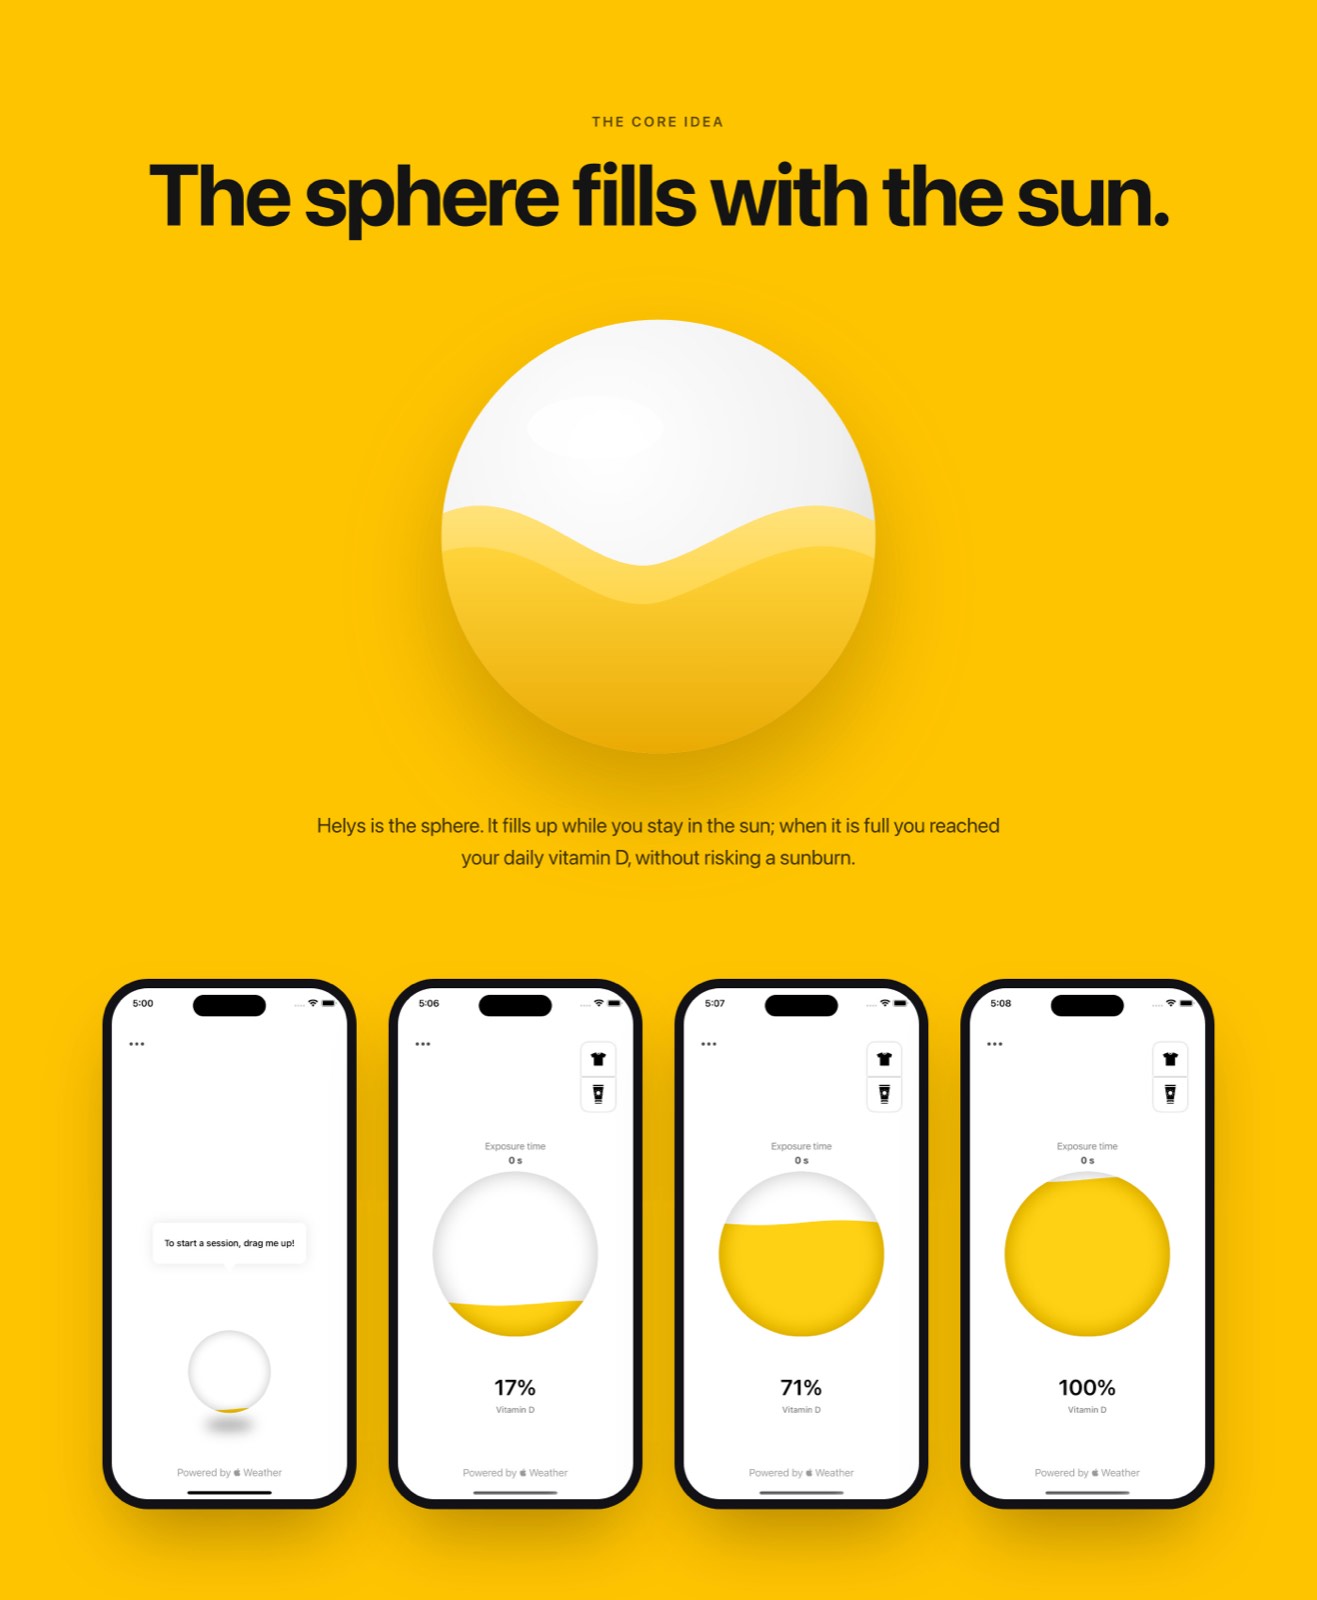 THE CORE IDEA
The sphere fills with the sun.
Helys is the sphere. It fills up while you stay in the sun; when it is full you reached
your daily vitamin D, without risking a sunburn.
5:00
To start a session, drag me up!
Powered by  Weather
5:06
Exposure time
0 s
17%
Vitamin D
Powered by  Weather
5:07
Exposure time
0 s
71%
Vitamin D
Powered by  Weather
5:08
Exposure time
0 s
100%
Vitamin D
Powered by  Weather